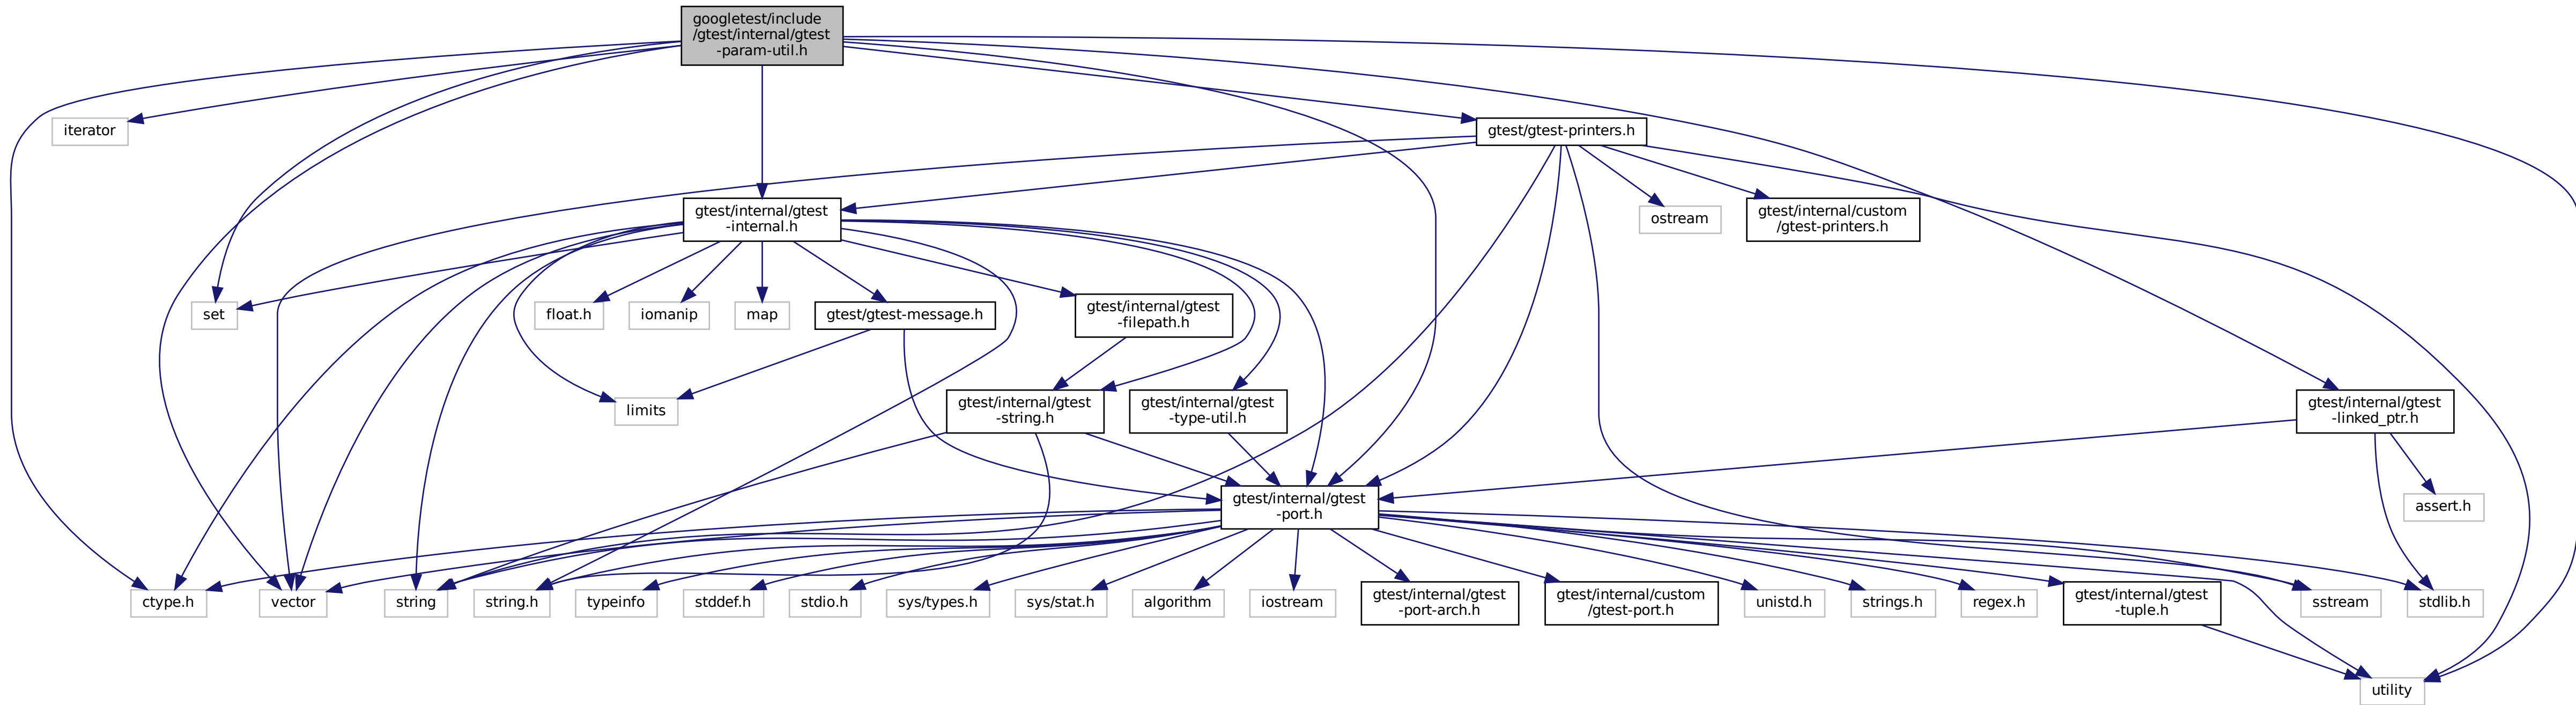 googletest/include
/gtest/internal/gtest
-param-util.h
iterator
gtest/gtest-printers.h
gtest/internal/gtest
-internal.h
ostream
gtest/internal/custom
/gtest-printers.h
set
float.h
iomanip
map
gtest/gtest-message.h
gtest/internal/gtest
-filepath.h
limits
gtest/internal/gtest
-string.h
gtest/internal/gtest
-type-util.h
gtest/internal/gtest
-linked_ptr.h
gtest/internal/gtest
-port.h
assert.h
ctype.h
vector
string
string.h
typeinfo
stddef.h
stdio.h
sys/types.h
sys/stat.h
algorithm
iostream
gtest/internal/gtest
-port-arch.h
gtest/internal/custom
/gtest-port.h
unistd.h
strings.h
regex.h
gtest/internal/gtest
-tuple.h
sstream
stdlib.h
utility